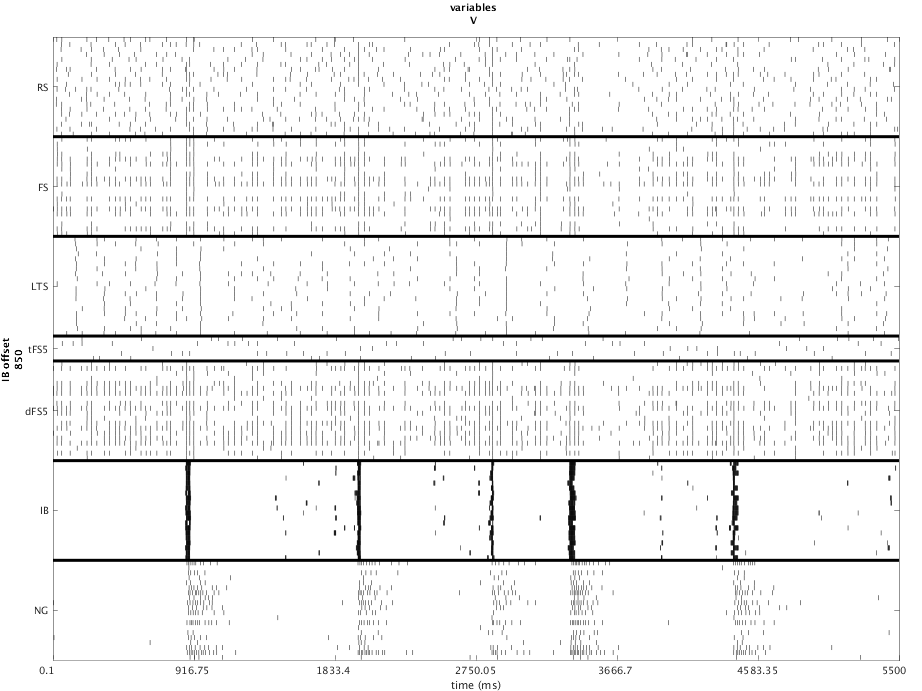 variables
V
RS
FS
LTS
tFS5
dFS5
IB
NG
IB offset
850
0.1 916.75 1833.4 2750.05 3666.7 4583.35 5500
time (ms)